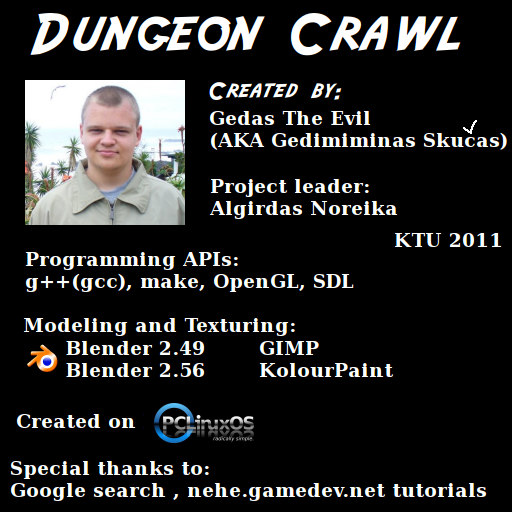 Dungeon Crawl
Created by:
Gedas The Evil
(AKA Gedimiminas Skučas)
Project leader:
Algirdas Noreika
KTU 2011
Programming APIs:
g++(gcc), make, OpenGL, SDL
Modeling and Texturing:
Blender 2.49 GIMP
Blender 2.56 KolourPaint
Created on PCLinuxOS
radically simple.
Special thanks to:
Google search , nehe.gamedev.net tutorials